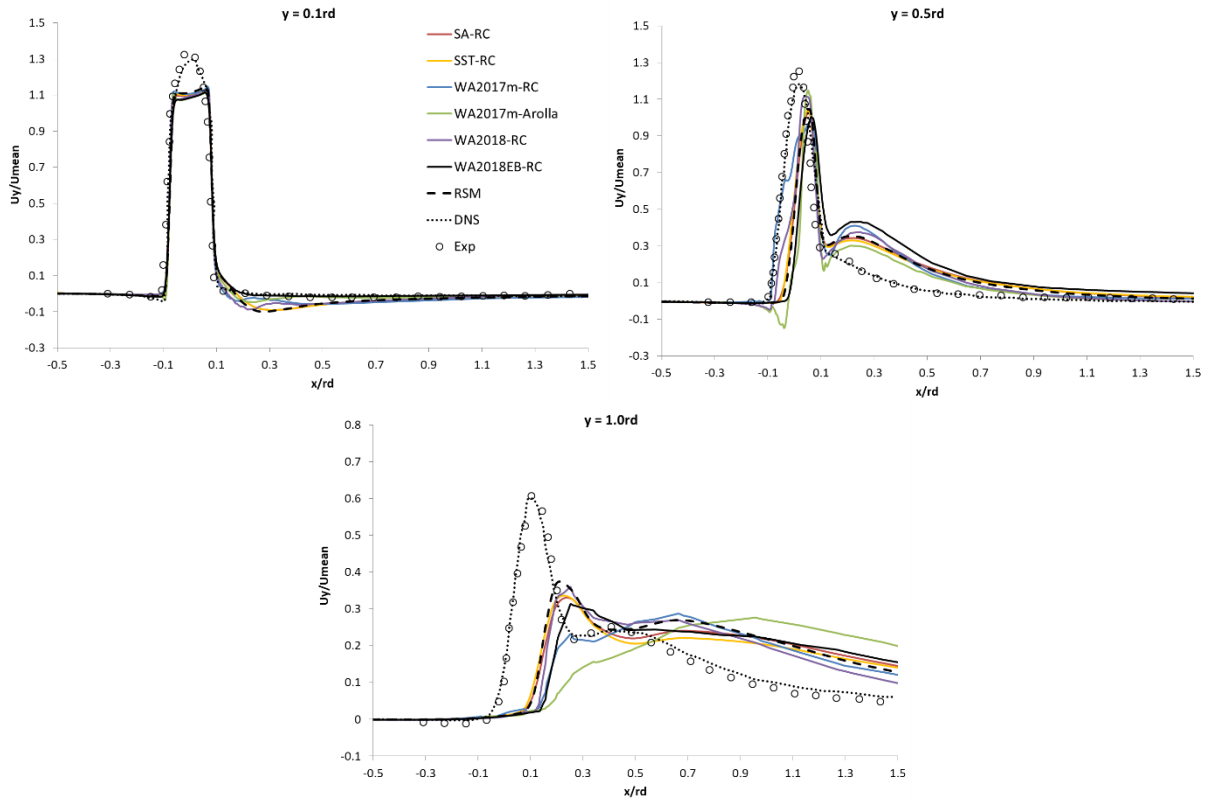 y = 0.1rd
1.5
1.3
1.1
0.9
0.7
0.5
0.3
0.1
-0.1
-0.3
Uy/Umean
-0.5 -0.3 -0.1 0.1 0.3 0.5 0.7 0.9 1.1 1.3 1.5
x/rd
SA-RC
SST-RC
WA2017m-RC
WA2017m-Arolla
WA2018-RC
WA2018EB-RC
RSM
DNS
Exp
y = 0.5rd
1.5
1.3
1.1
0.9
0.7
0.5
0.3
0.1
-0.1
-0.3
Uy/Umean
-0.5 -0.3 -0.1 0.1 0.3 0.5 0.7 0.9 1.1 1.3 1.5
x/rd
y = 1.0rd
0.8
0.7
0.6
0.5
0.4
0.3
0.2
0.1
0
-0.1
Uy/Umean
-0.5 -0.3 -0.1 0.1 0.3 0.5 0.7 0.9 1.1 1.3 1.5
x/rd